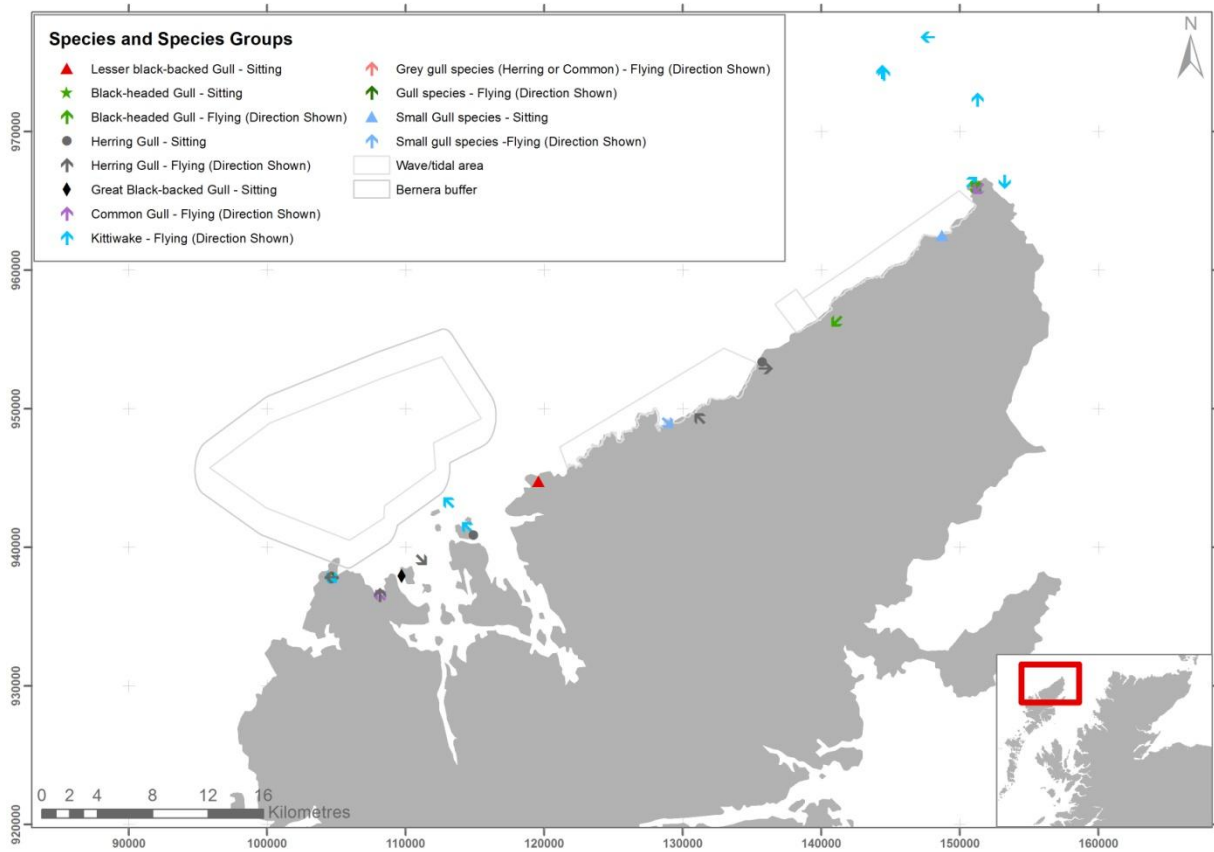 Species and Species Groups
Lesser black-backed Gull - Sitting
Black-headed Gull - Sitting
Black-headed Gull - Flying (Direction Shown)
Herring Gull - Sitting
Herring Gull - Flying (Direction Shown)
Great Black-backed Gull - Sitting
Common Gull - Flying (Direction Shown)
Kittiwake - Flying (Direction Shown)
Grey gull species (Herring or Common) - Flying (Direction Shown)
Gull species - Flying (Direction Shown)
Small Gull species - Sitting
Small gull species -Flying (Direction Shown)
Wave/tidal area
Bernera buffer
N
970000
960000
950000
940000
930000
920000
0 2 4 8 12 16
Kilometres
90000 100000 110000 120000 130000 140000 150000 160000